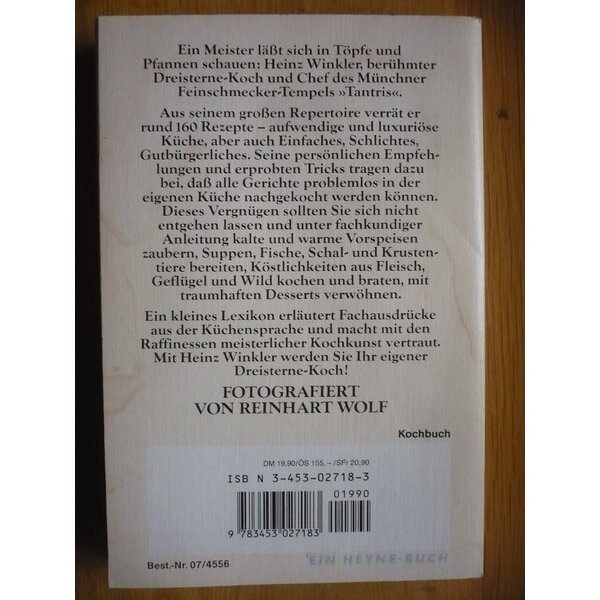 Ein Meister läßt sich in Töpfe und
Pfannen schauen: Heinz Winkler, berühmter
Dreisterne-Koch und Chef des Münchner
Feinschmecker-Tempels »Tantris«.
Aus seinem großen Repertoire verrät er
rund 160 Rezepte – aufwendige und luxuriöse
Küche, aber auch Einfaches, Schlichtes,
Gutbürgerliches. Seine persönlichen Empfeh-
lungen und erprobten Tricks tragen dazu
bei, daß alle Gerichte problemlos in der
eigenen Küche nachgekocht werden können.
Dieses Vergnügen sollten Sie sich nicht
entgehen lassen und unter fachkundiger
Anleitung kalte und warme Vorspeisen
zaubern, Suppen, Fische, Schal- und Krusten-
tiere bereiten, Köstlichkeiten aus Fleisch,
Geflügel und Wild kochen und braten, mit
traumhaften Desserts verwöhnen.
Ein kleines Lexikon erläutert Fachausdrücke
aus der Küchensprache und macht mit den
Raffinessen meisterlicher Kochkunst vertraut.
Mit Heinz Winkler werden Sie Ihr eigener
Dreisterne-Koch!
FOTOGRAFIERT
VON REINHART WOLF
Kochbuch
DM 19,90/ÖS 155,–/SFr 20,90
ISBN 3-453-02718-3
01990
9 783453 027183
EIN HEYNE-BUCH
Best.-Nr. 07/4556